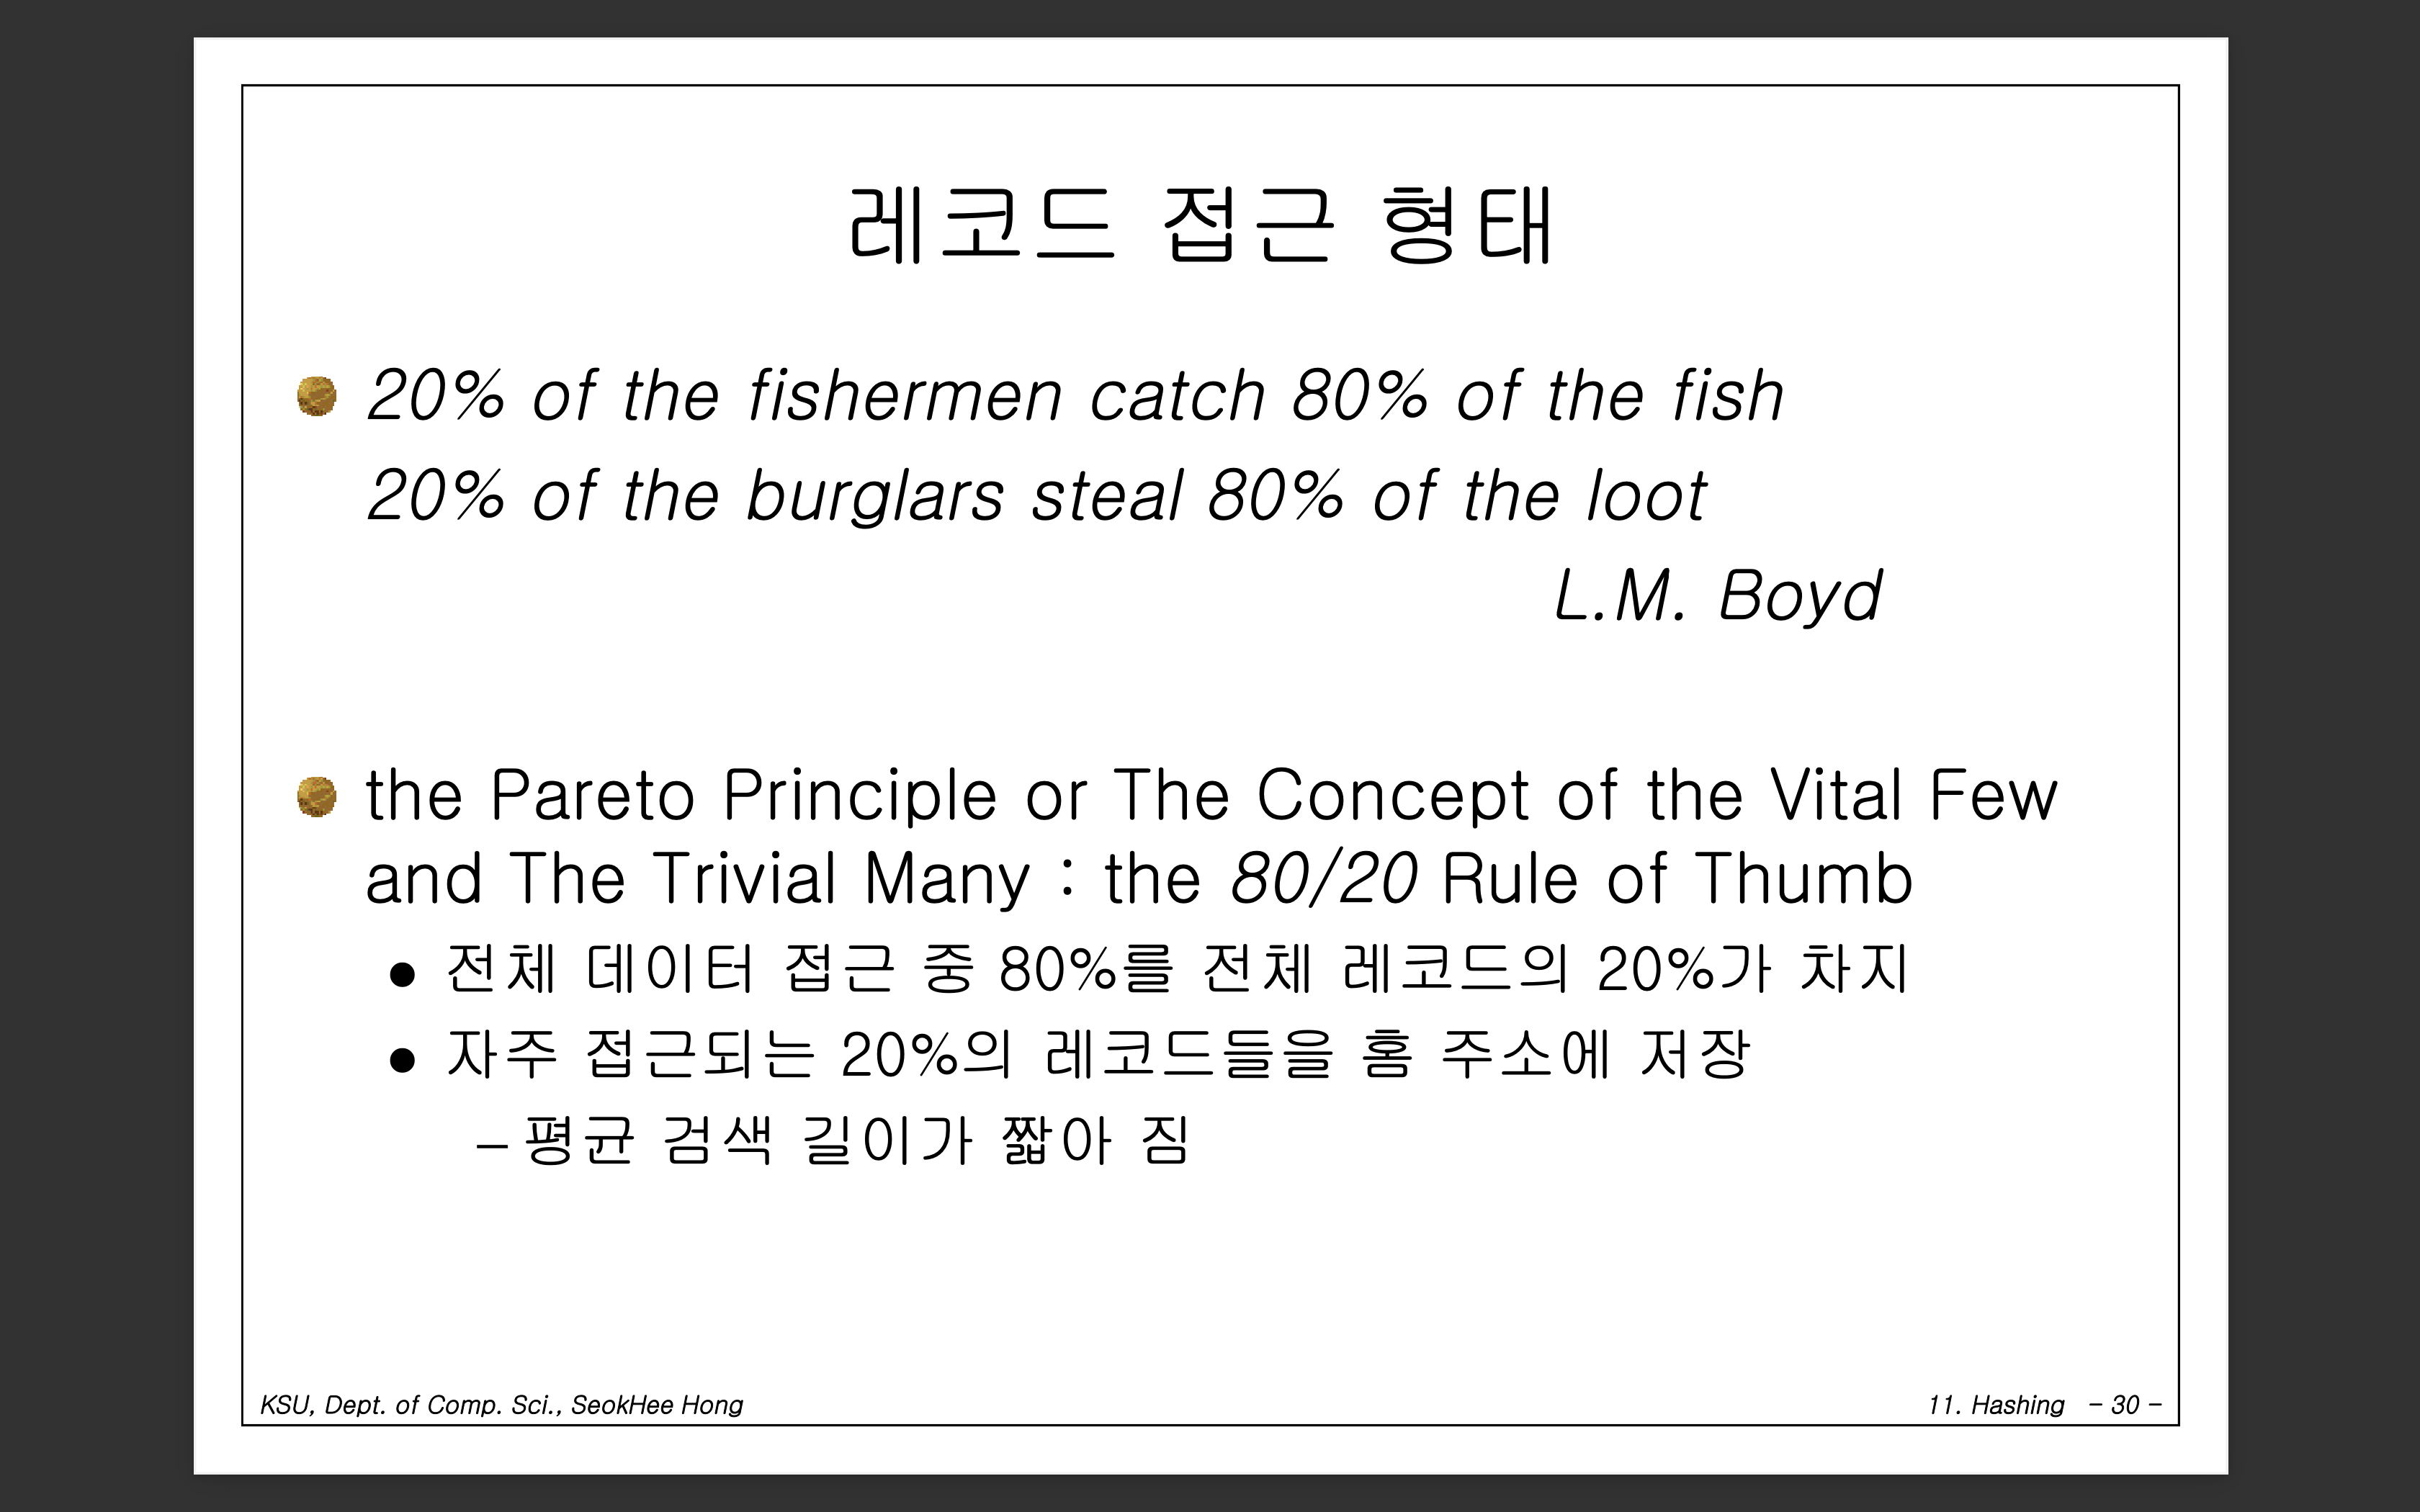 레코드 접근 형태
20% of the fishemen catch 80% of the fish
20% of the burglars steal 80% of the loot
L.M. Boyd
the Pareto Principle or The Concept of the Vital Few
and The Trivial Many : the 80/20 Rule of Thumb
• 전체 데이터 접근 중 80%를 전체 레코드의 20%가 차지
• 자주 접근되는 20%의 레코드들을 홈 주소에 저장
– 평균 검색 길이가 짧아 짐
KSU, Dept. of Comp. Sci., SeokHee Hong
11. Hashing – 30 –